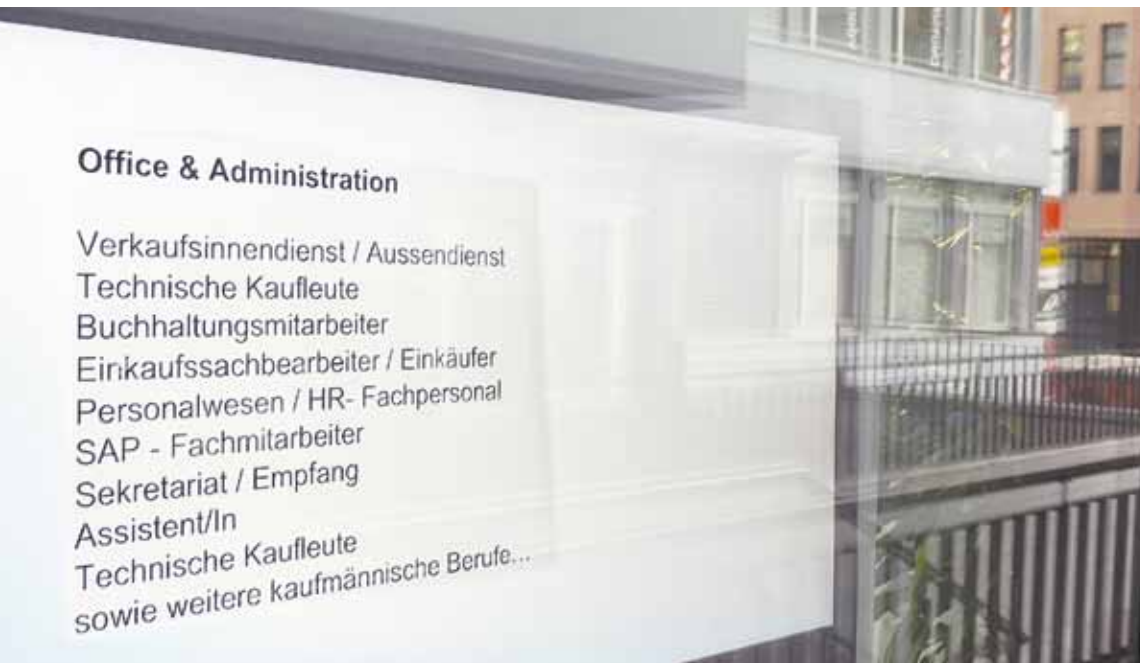 Office & Administration
Verkaufsinnendienst / Aussendienst
Technische Kaufleute
Buchhaltungsmitarbeiter
Einkaufssachbearbeiter / Einkäufer
Personalwesen / HR- Fachpersonal
SAP - Fachmitarbeiter
Sekretariat / Empfang
Assistent/In
Technische Kaufleute
sowie weitere kaufmännische Berufe...